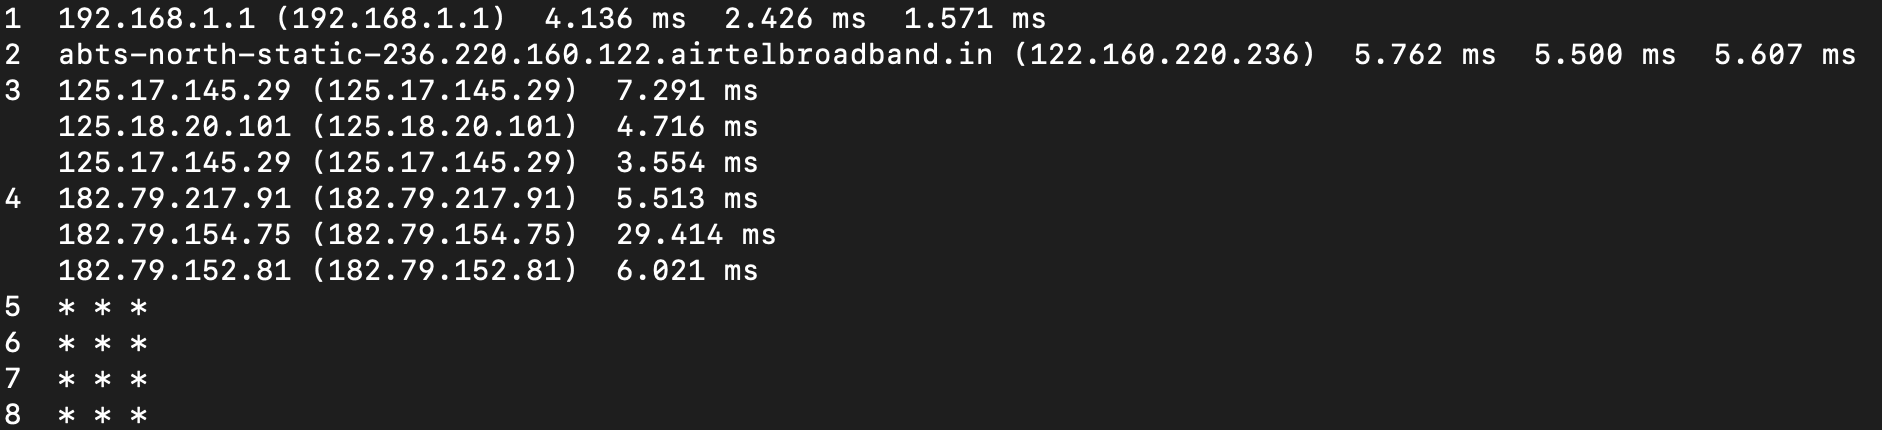 1 192.168.1.1 (192.168.1.1) 4.136 ms 2.426 ms 1.571 ms
2 abts-north-static-236.220.160.122.airtelbroadband.in (122.160.220.236) 5.762 ms 5.500 ms 5.607 ms
3 125.17.145.29 (125.17.145.29) 7.291 ms
125.18.20.101 (125.18.20.101) 4.716 ms
125.17.145.29 (125.17.145.29) 3.554 ms
4 182.79.217.91 (182.79.217.91) 5.513 ms
182.79.154.75 (182.79.154.75) 29.414 ms
182.79.152.81 (182.79.152.81) 6.021 ms
5 * * *
6 * * *
7 * * *
8 * * *